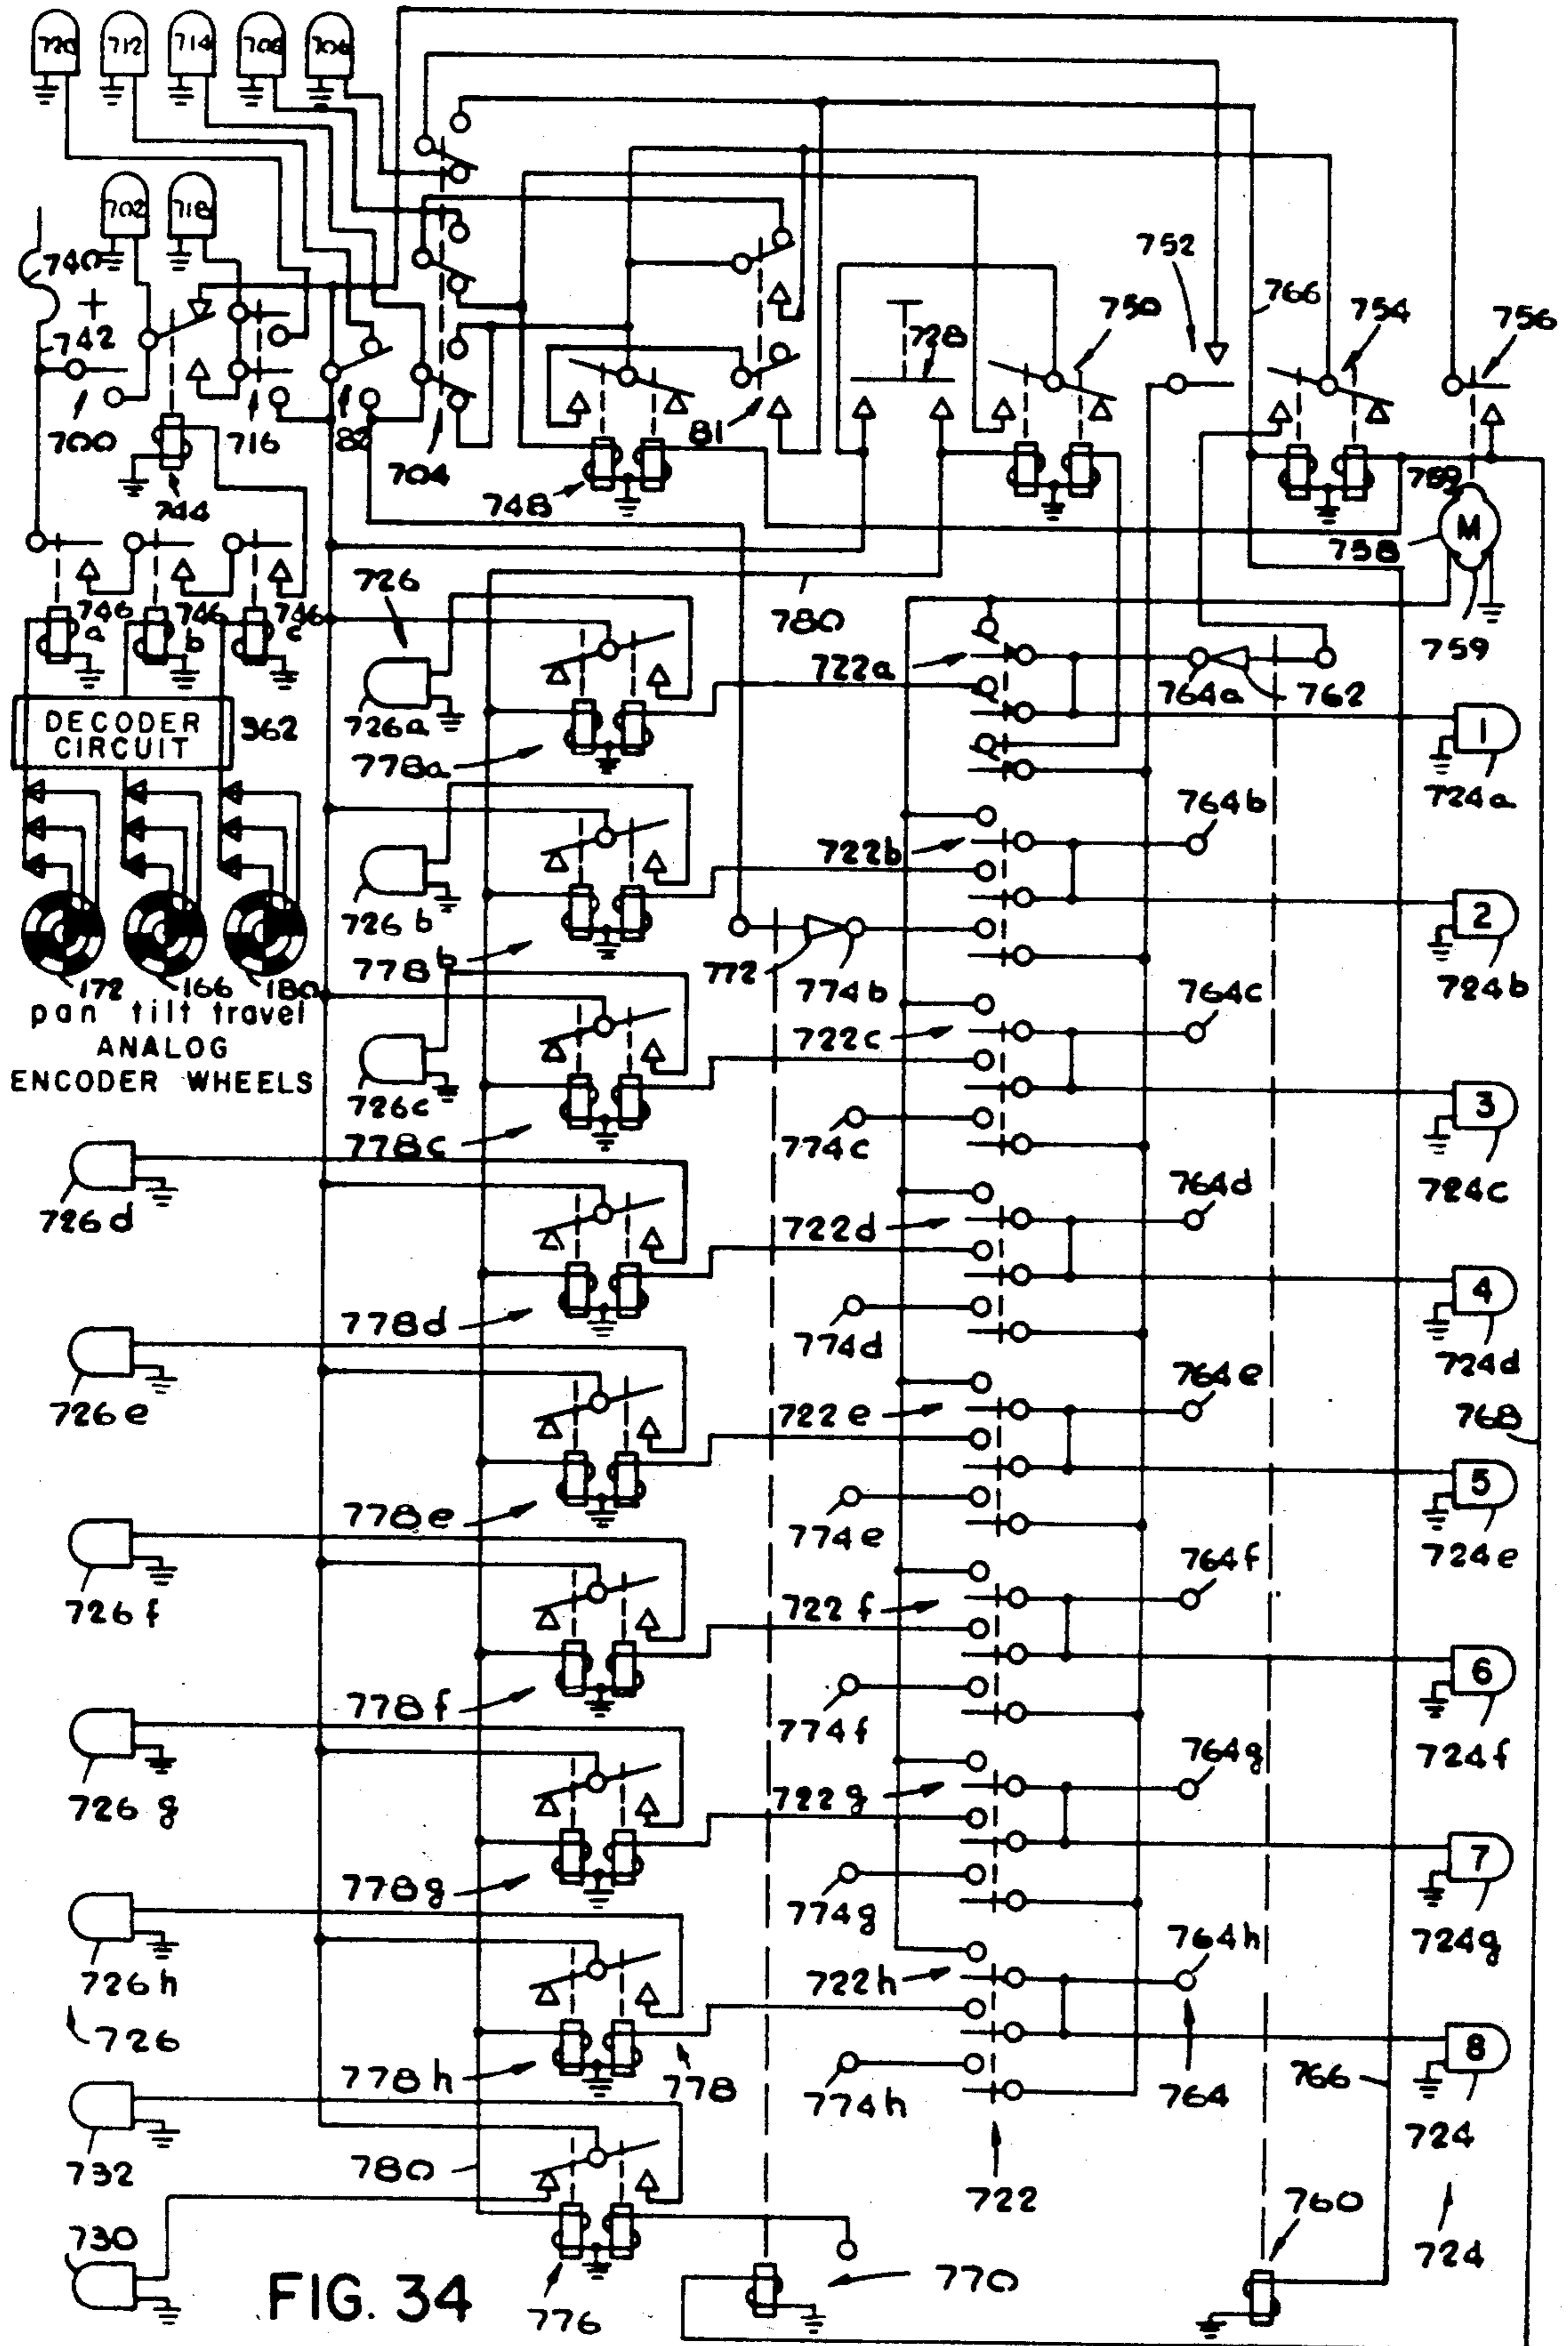 720 712 714 708 706
702 718
740
+
742
752
766
750
754
756
728
700
716
82
704
81
748
744
759
M
758
726
746 746 746
a b c
780
759
722a
764a
762
726a
DECODER
CIRCUIT
362
778a
1
724a
764b
722b
726b
2
778b
772
774b
724b
172 166 180
pan tilt travel
ANALOG
ENCODER WHEELS
764c
722c
726c
3
778c
774c
724c
764d
726d
722d
4
778d
774d
724d
764e
726e
722e
768
5
778e
774e
724e
764f
726f
722f
6
778f
774f
724f
764g
726g
722g
7
778g
774g
724g
764h
726h
722h
726
8
778h
778
774h
764
766
724
732
780
722
760
724
730
770
FIG. 34
776